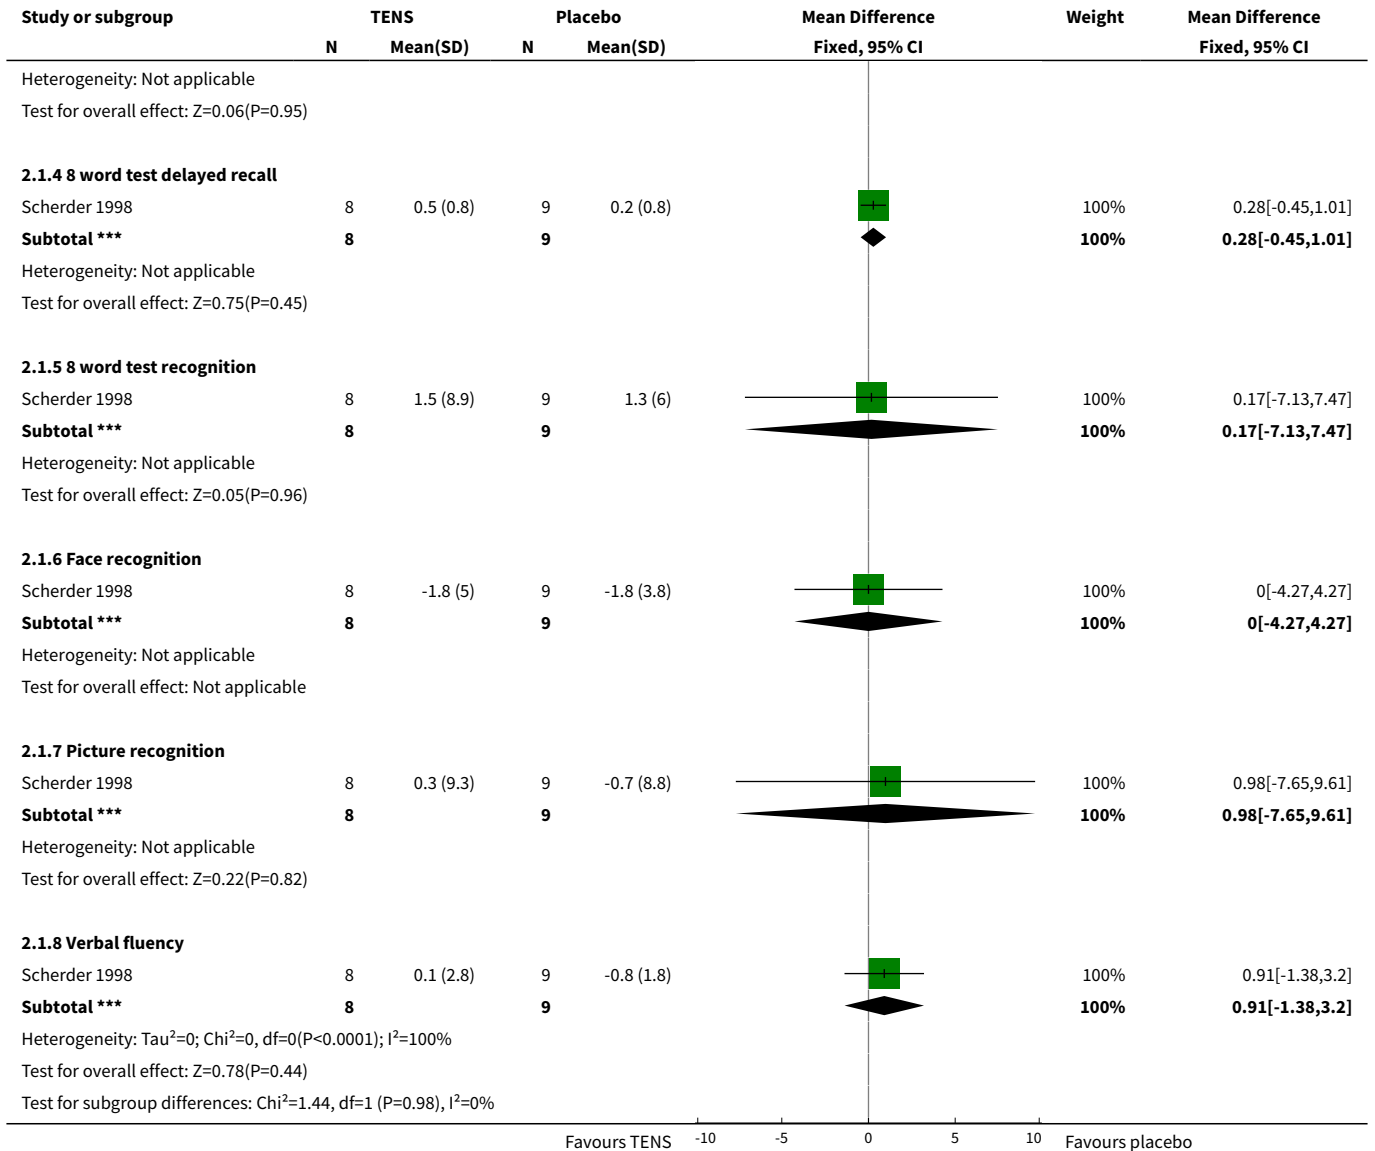 Study or subgroup TENS Placebo Mean Difference Weight Mean Difference
N Mean(SD) N Mean(SD) Fixed, 95% CI Fixed, 95% CI
Heterogeneity: Not applicable
Test for overall effect: Z=0.06(P=0.95)
2.1.4 8 word test delayed recall
Scherder 1998 8 0.5 (0.8) 9 0.2 (0.8) 100% 0.28[-0.45,1.01]
Subtotal *** 8 9 100% 0.28[-0.45,1.01]
Heterogeneity: Not applicable
Test for overall effect: Z=0.75(P=0.45)
2.1.5 8 word test recognition
Scherder 1998 8 1.5 (8.9) 9 1.3 (6) 100% 0.17[-7.13,7.47]
Subtotal *** 8 9 100% 0.17[-7.13,7.47]
Heterogeneity: Not applicable
Test for overall effect: Z=0.05(P=0.96)
2.1.6 Face recognition
Scherder 1998 8 -1.8 (5) 9 -1.8 (3.8) 100% 0[-4.27,4.27]
Subtotal *** 8 9 100% 0[-4.27,4.27]
Heterogeneity: Not applicable
Test for overall effect: Not applicable
2.1.7 Picture recognition
Scherder 1998 8 0.3 (9.3) 9 -0.7 (8.8) 100% 0.98[-7.65,9.61]
Subtotal *** 8 9 100% 0.98[-7.65,9.61]
Heterogeneity: Not applicable
Test for overall effect: Z=0.22(P=0.82)
2.1.8 Verbal fluency
Scherder 1998 8 0.1 (2.8) 9 -0.8 (1.8) 100% 0.91[-1.38,3.2]
Subtotal *** 8 9 100% 0.91[-1.38,3.2]
Heterogeneity: Tau²=0; Chi²=0, df=0(P<0.0001); I²=100%
Test for overall effect: Z=0.78(P=0.44)
Test for subgroup differences: Chi²=1.44, df=1 (P=0.98), I²=0%
Favours TENS -10 -5 0 5 10 Favours placebo